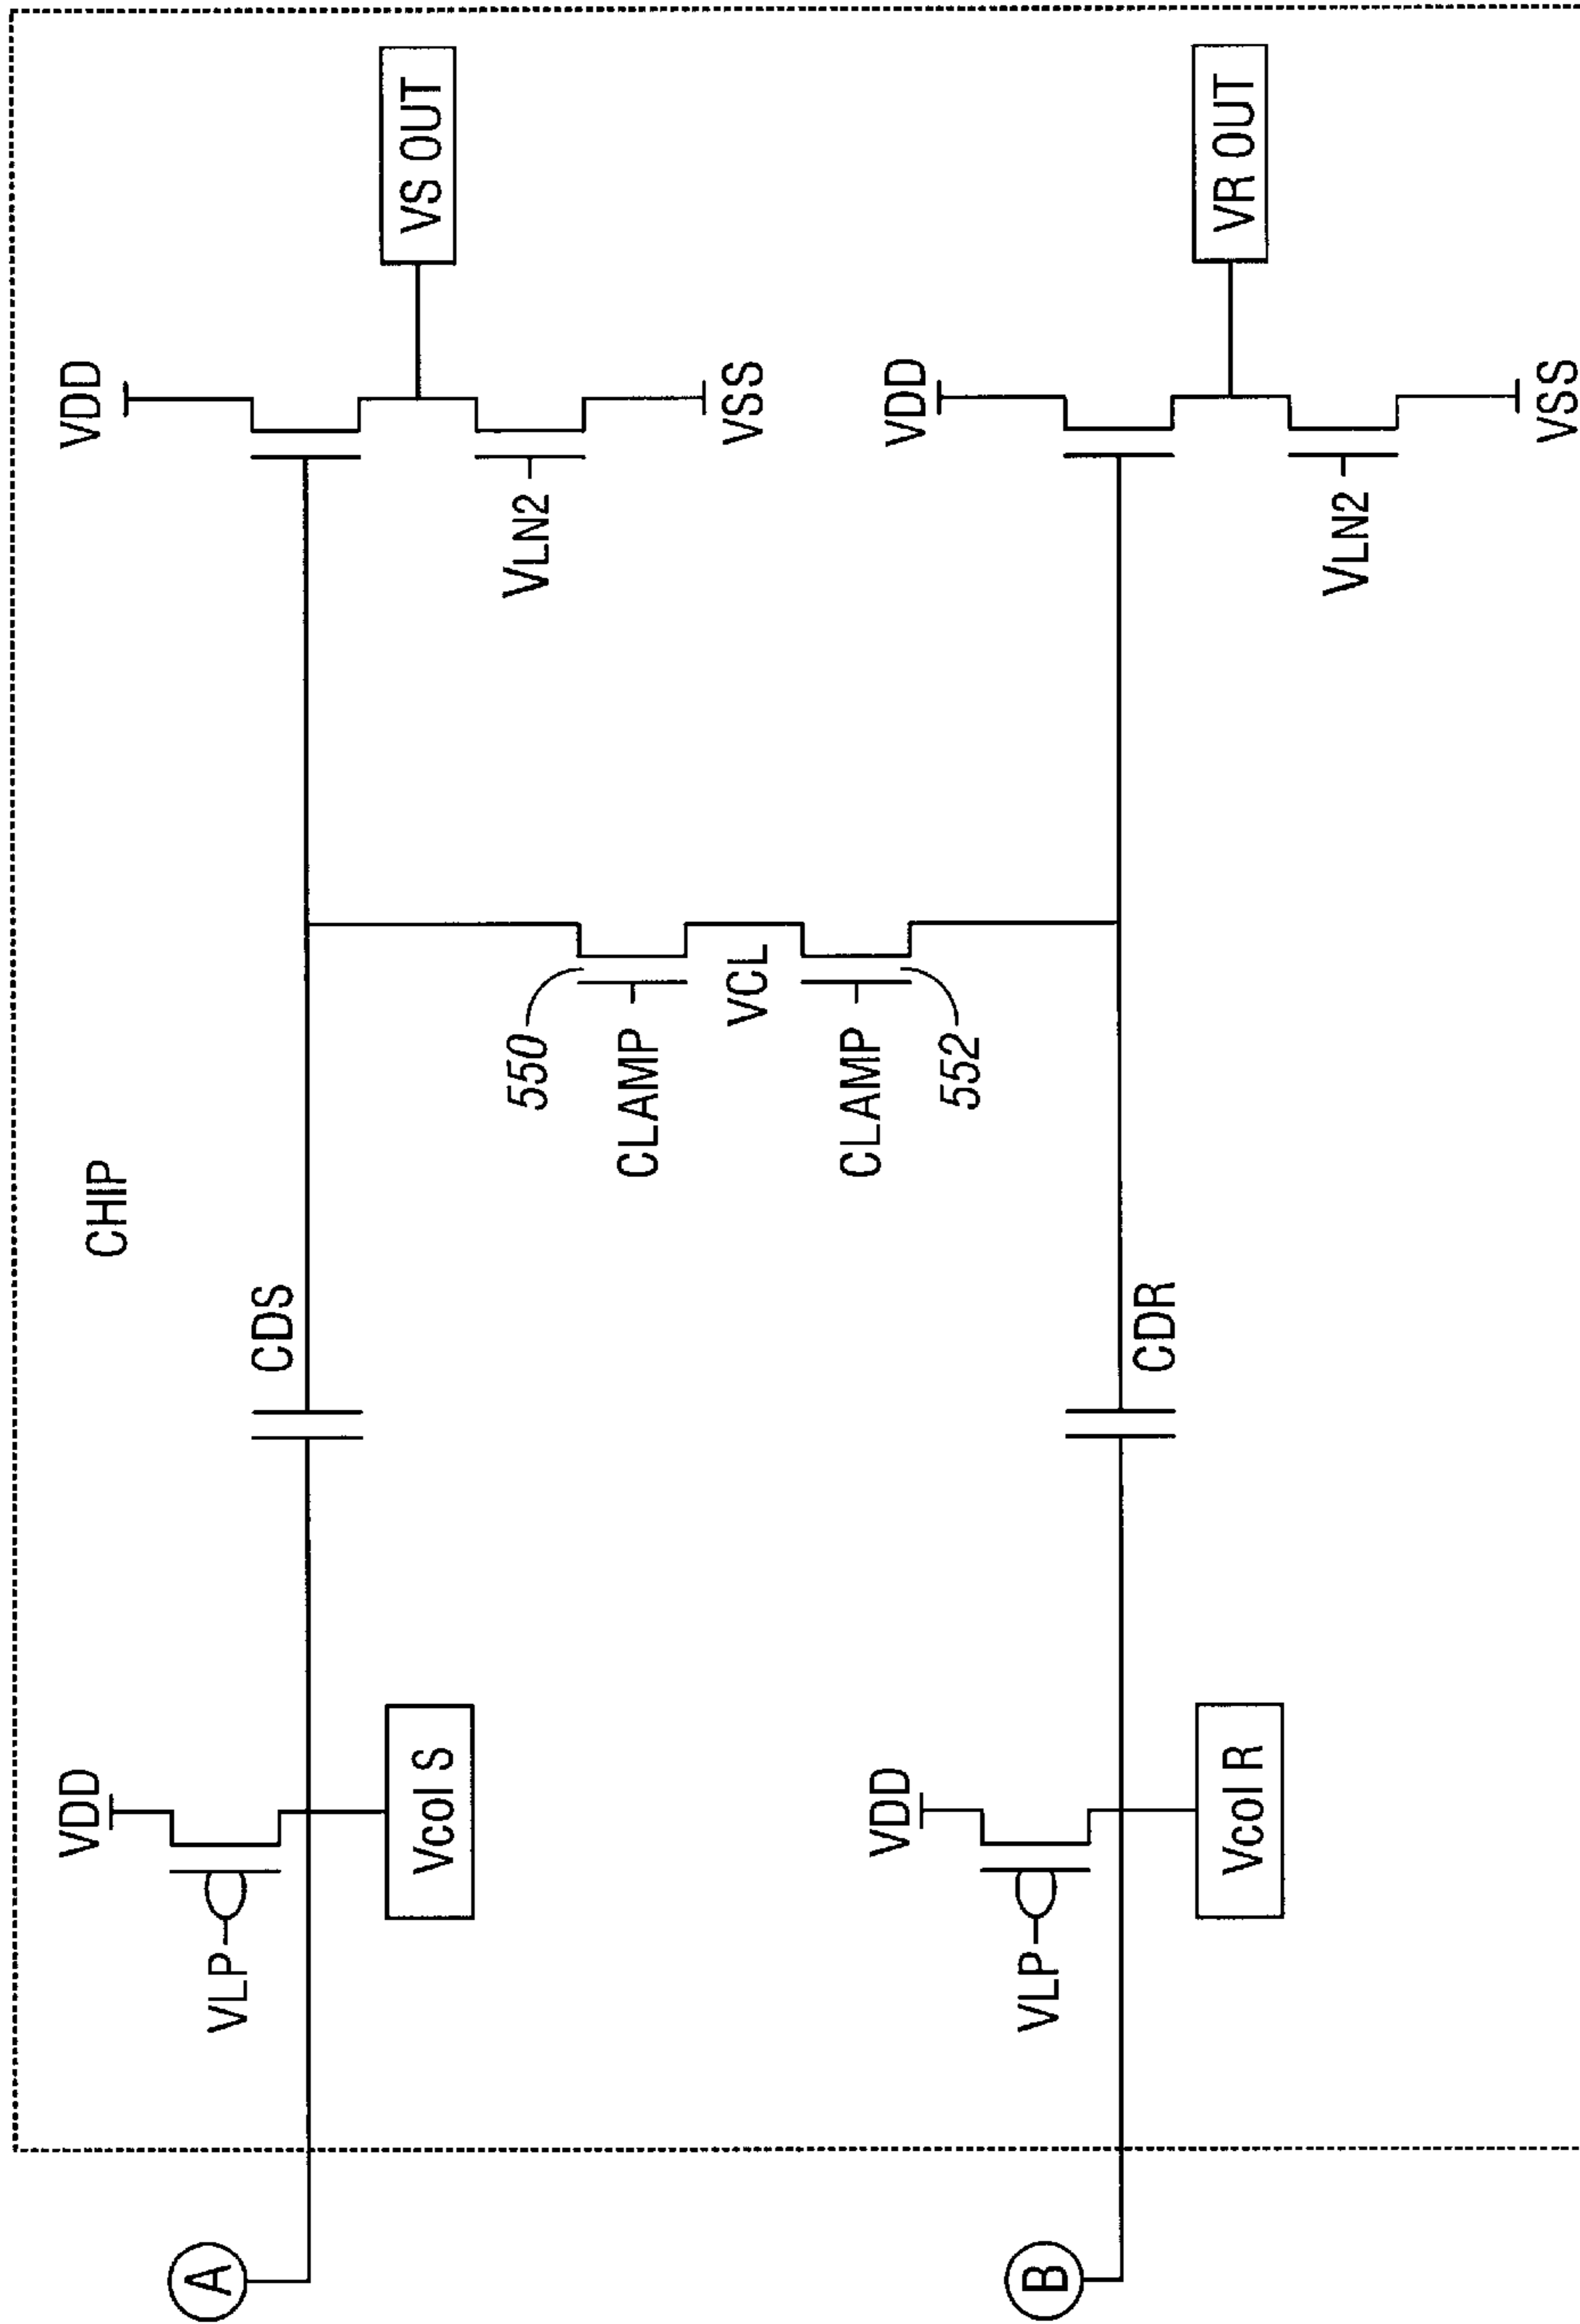 CHIP
VDD
VLP
Vcol S
CDS
VDD
VS OUT
VLN2
VSS
A
550
CLAMP
VCL
CLAMP
552
VDD
VLP
Vcol R
CDR
VDD
VR OUT
VLN2
VSS
B